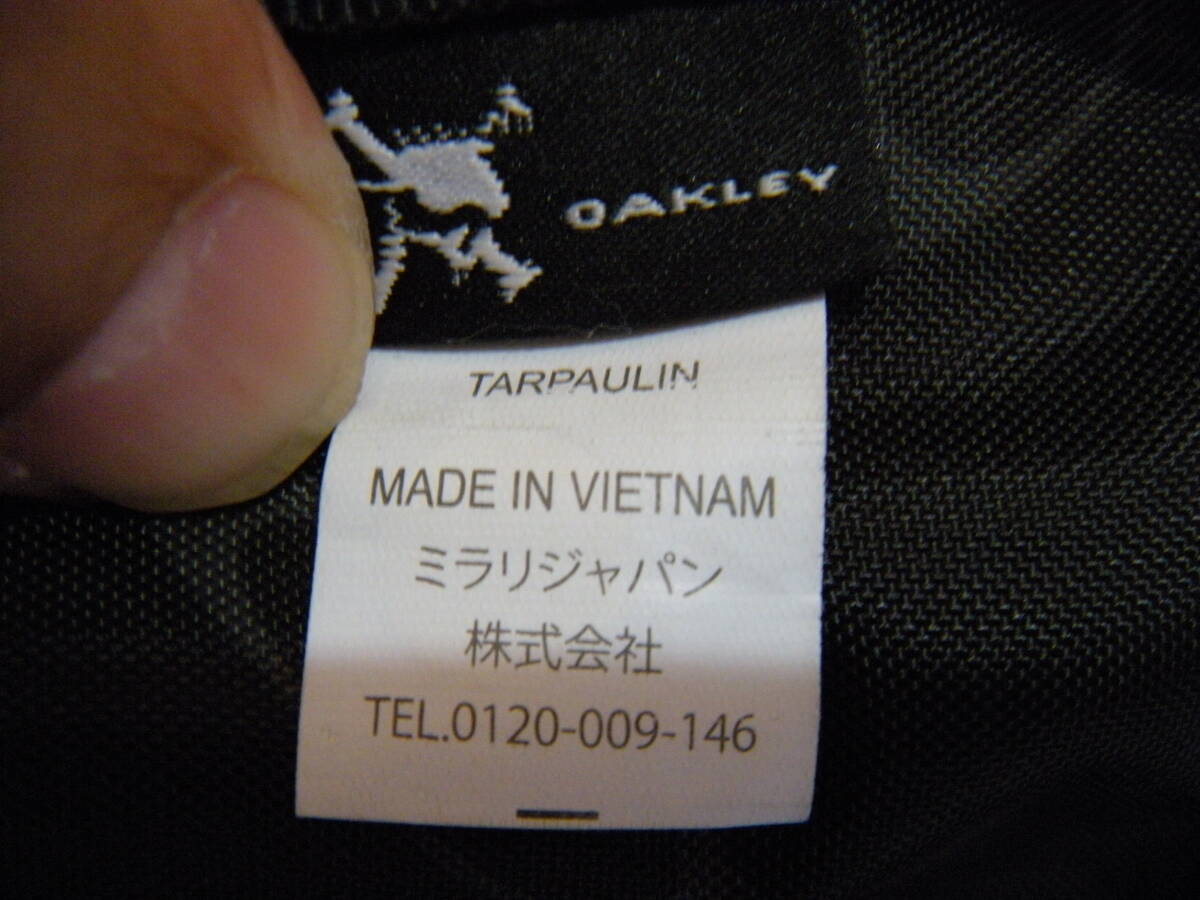 OAKLEY
TARPAULIN
MADE IN VIETNAM
ミラリジャパン
株式会社
TEL.0120-009-146